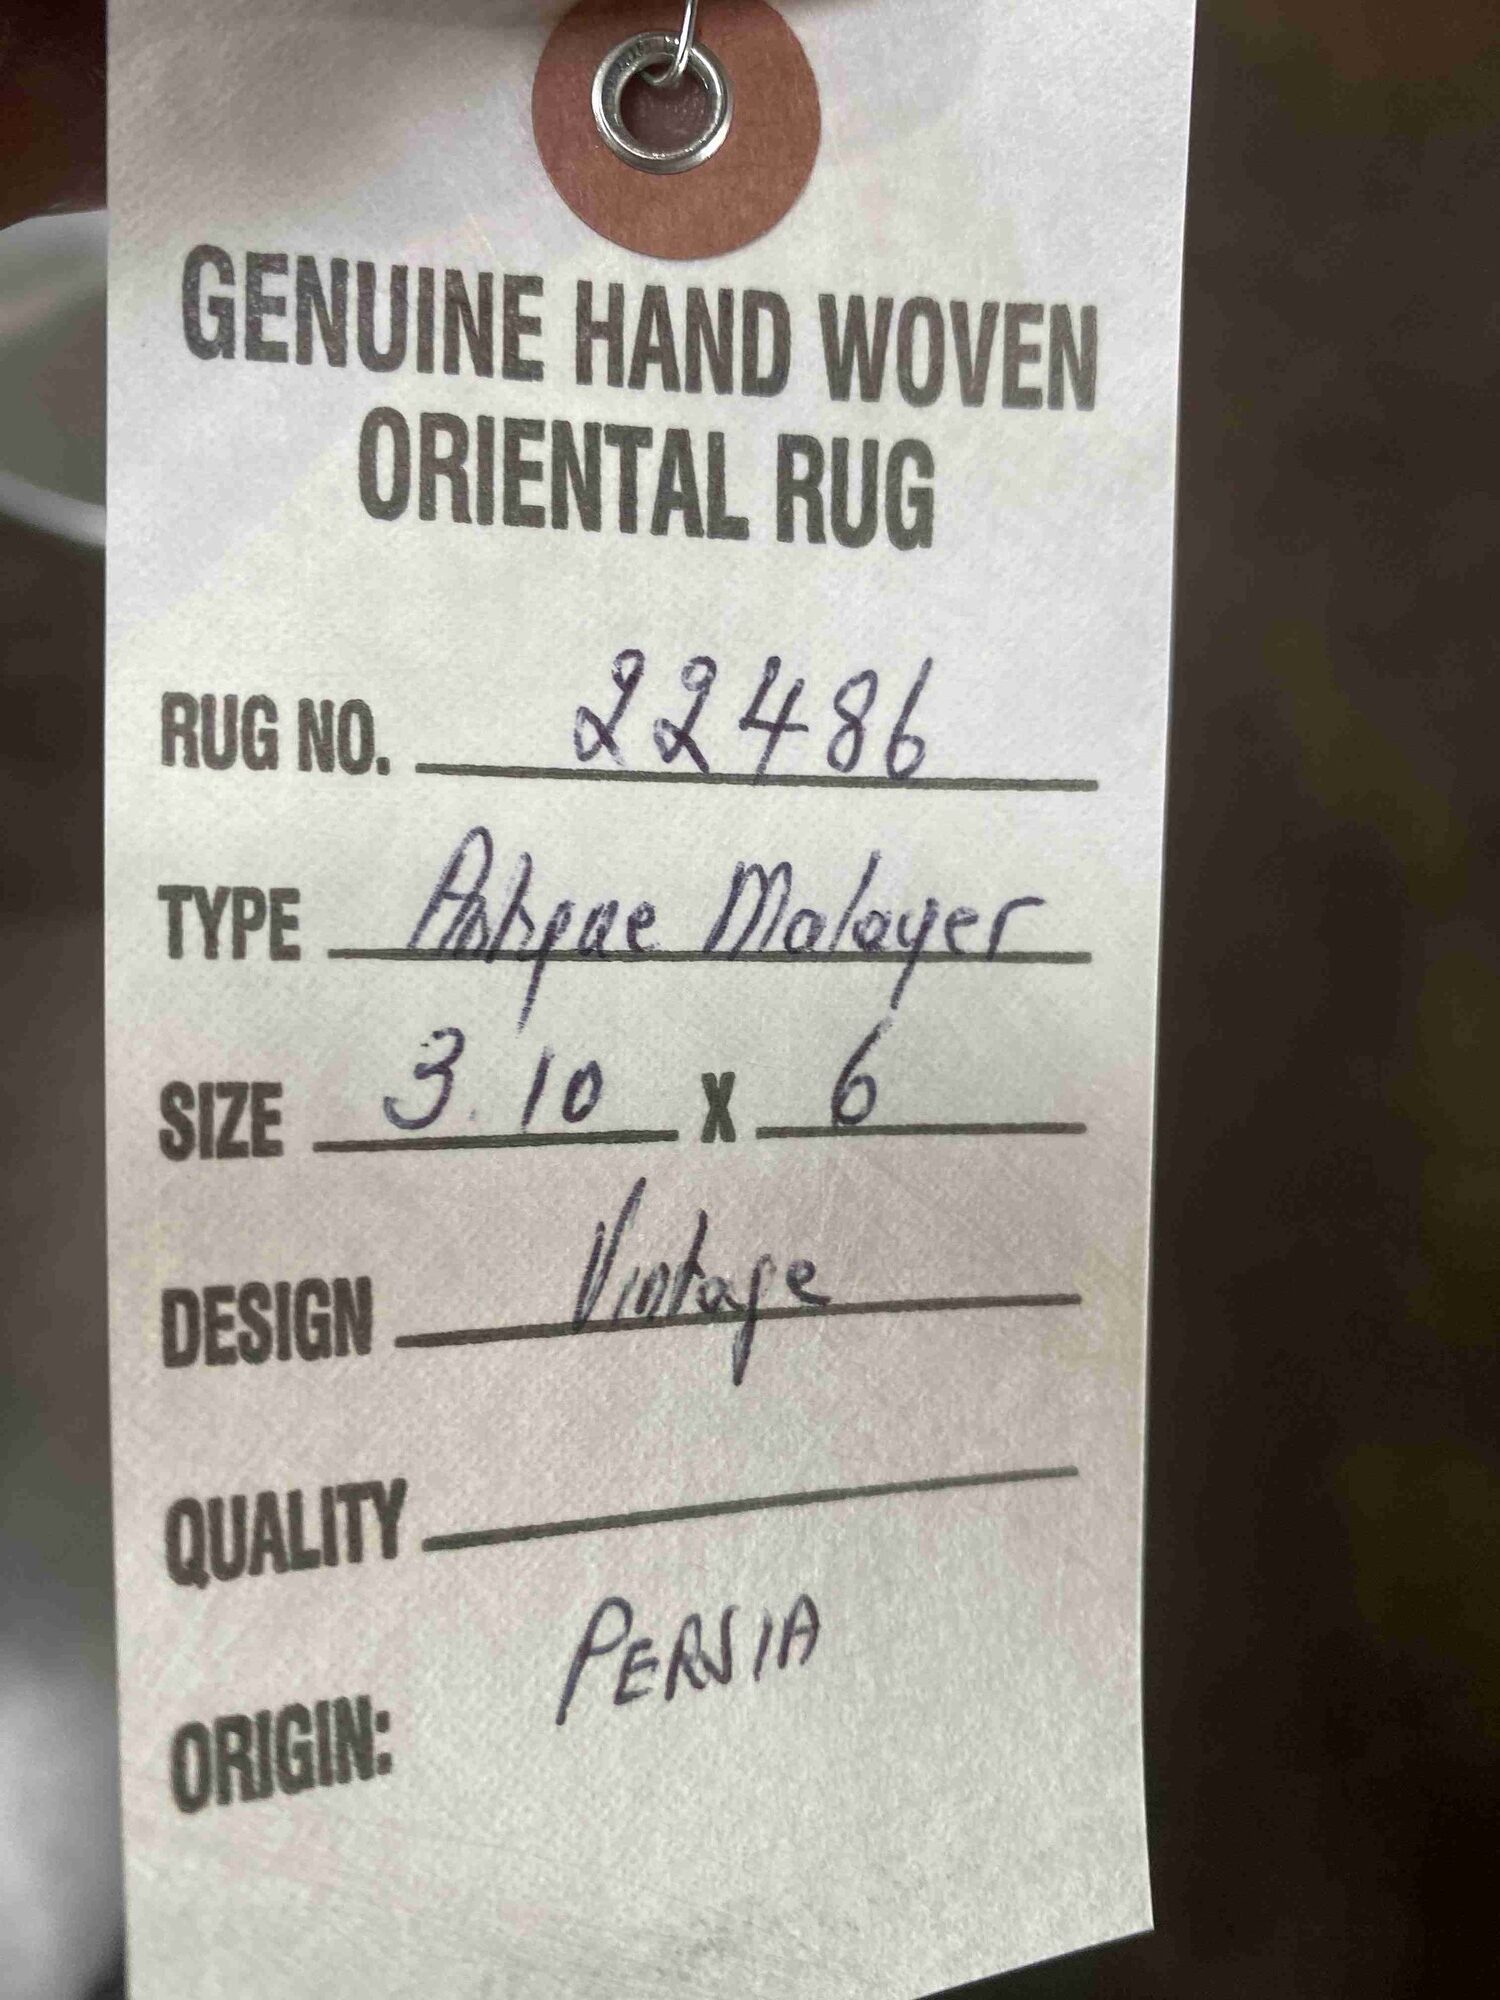 GENUINE HAND WOVEN
ORIENTAL RUG
RUG NO. 22486
TYPE Antique Malayer
SIZE 3.10 X 6
DESIGN Vintage
QUALITY
ORIGIN: PERSIA